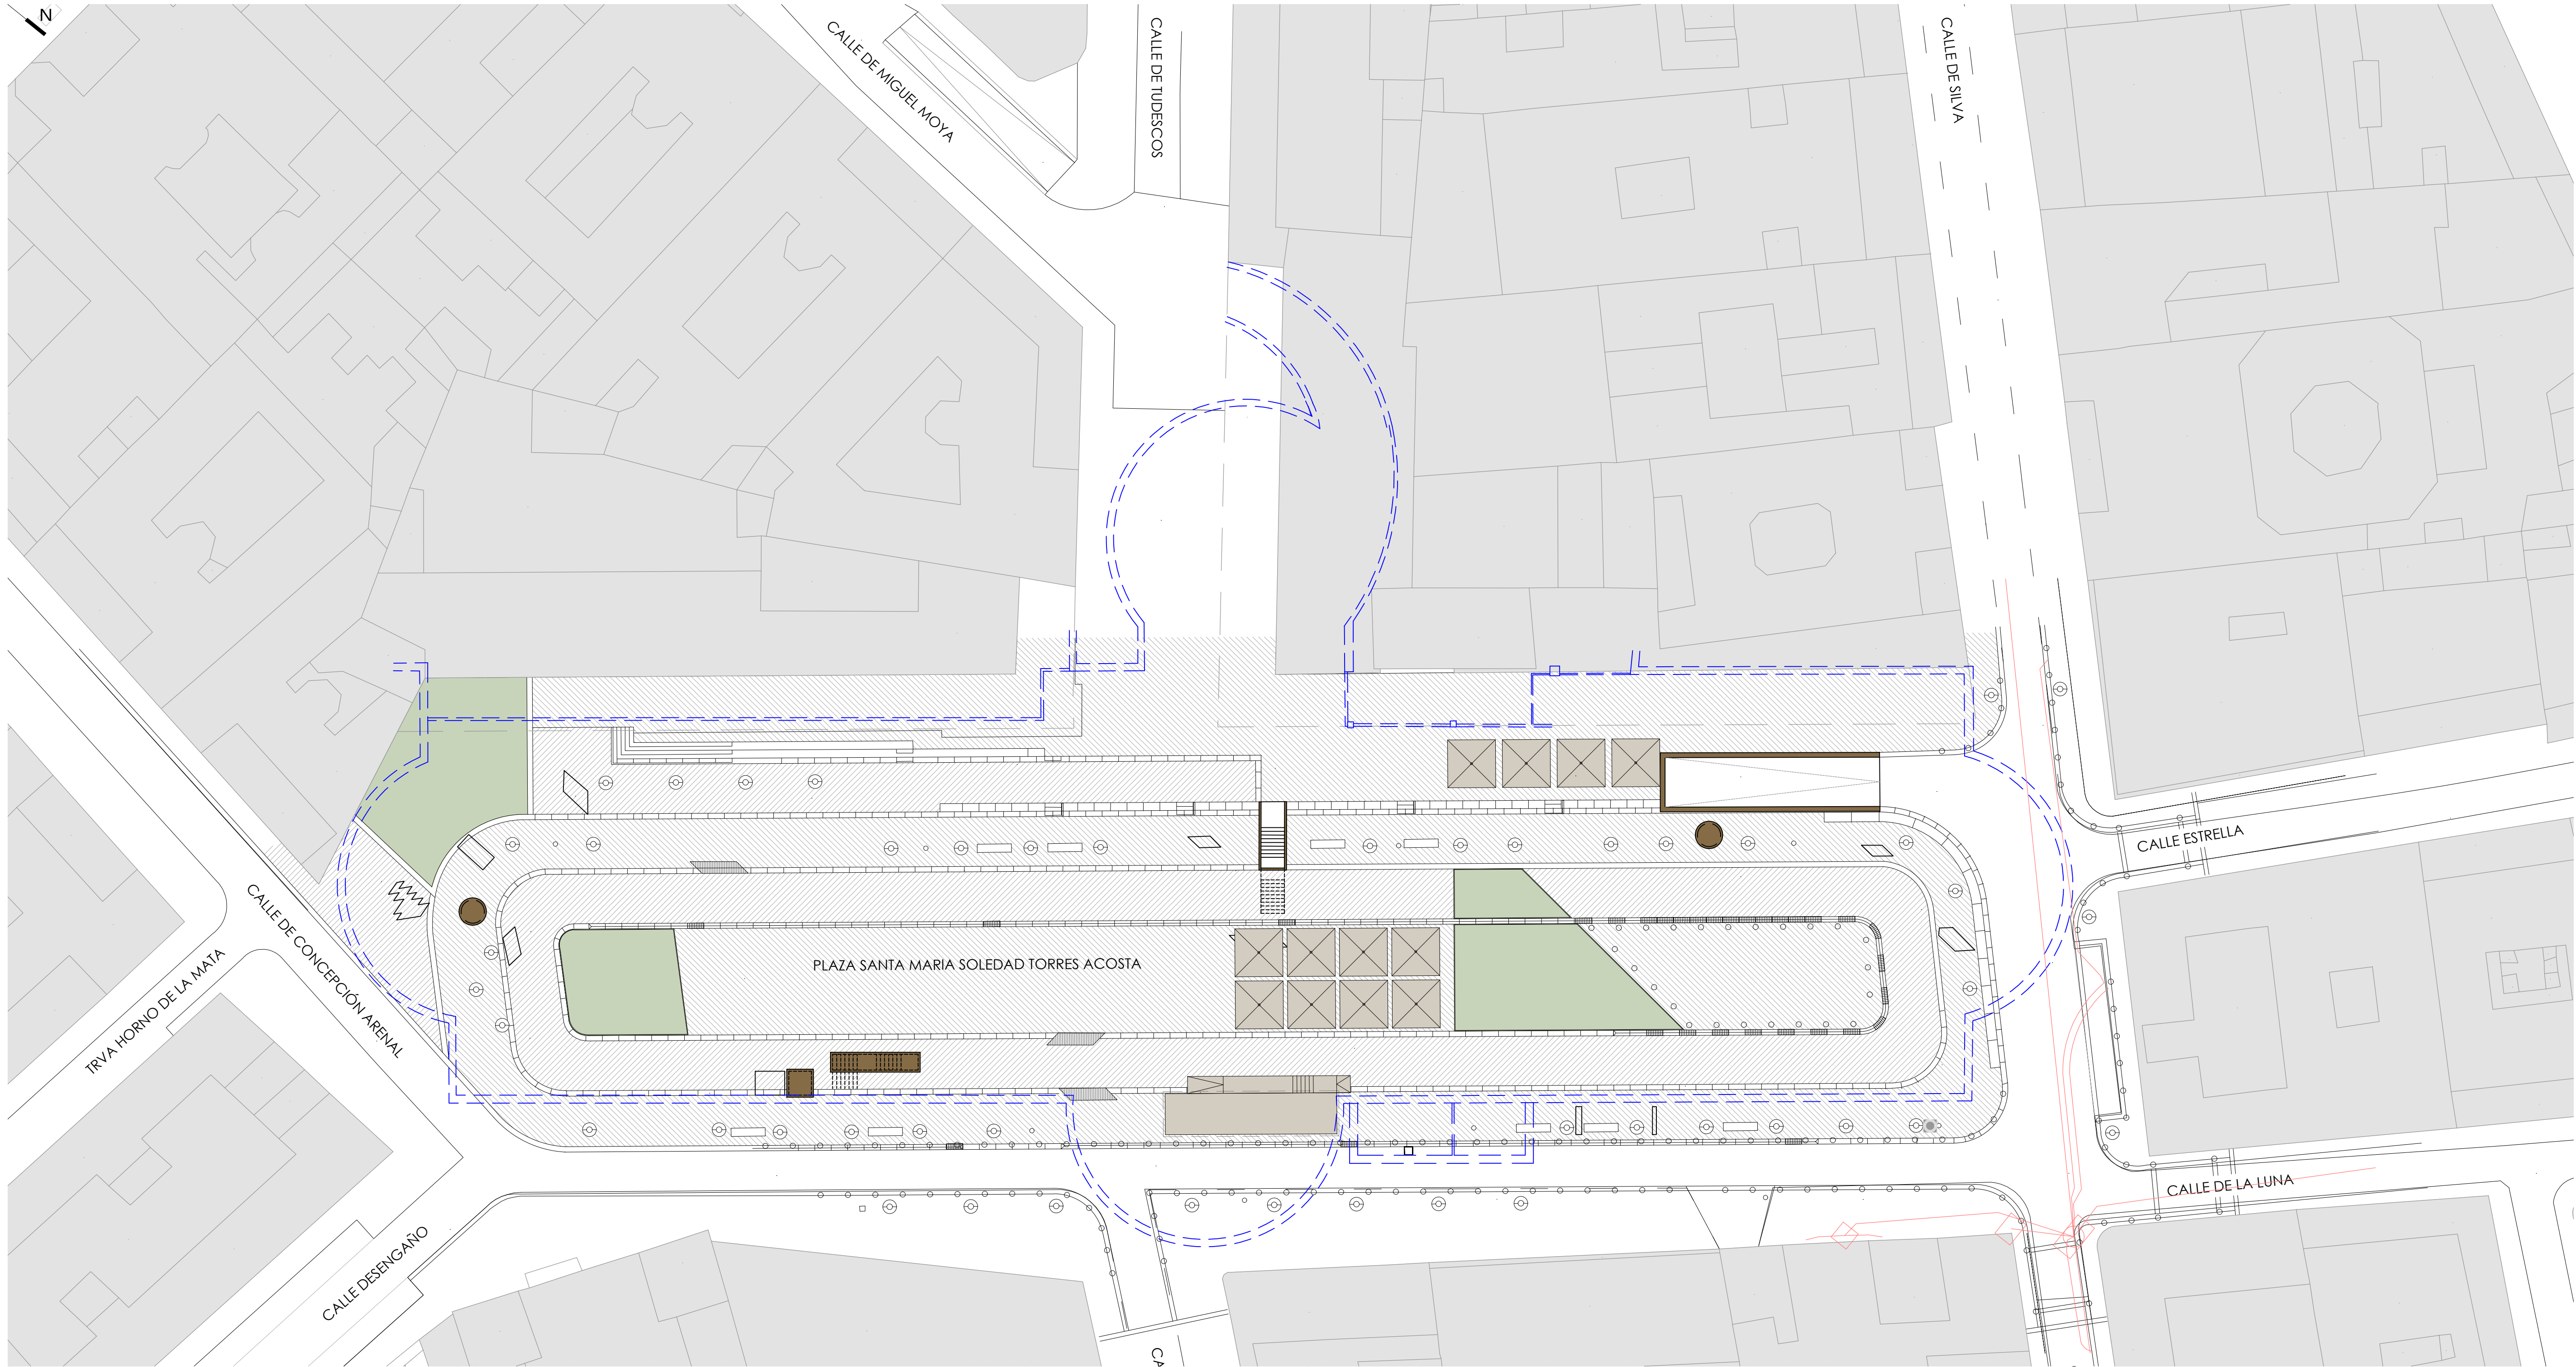 N
CALLE DE MIGUEL MOYA
CALLE DE TUDESCOS
CALLE DE SILVA
CALLE ESTRELLA
CALLE DE CONCEPCIÓN ARENAL
TRVA HORNO DE LA MATA
PLAZA SANTA MARIA SOLEDAD TORRES ACOSTA
CALLE DE LA LUNA
CALLE DESENGAÑO
CA